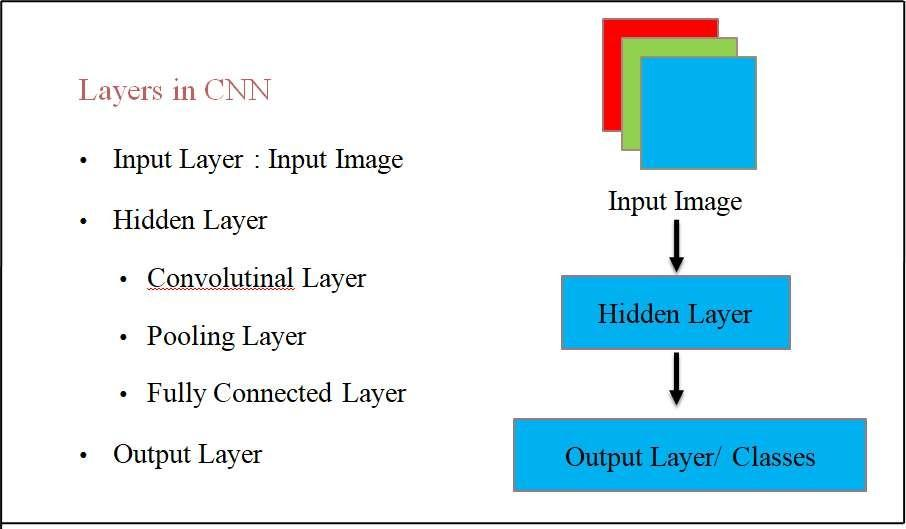 Layers in CNN
• Input Layer : Input Image
• Hidden Layer
• Convolutinal Layer
• Pooling Layer
• Fully Connected Layer
• Output Layer
Input Image
Hidden Layer
Output Layer/ Classes